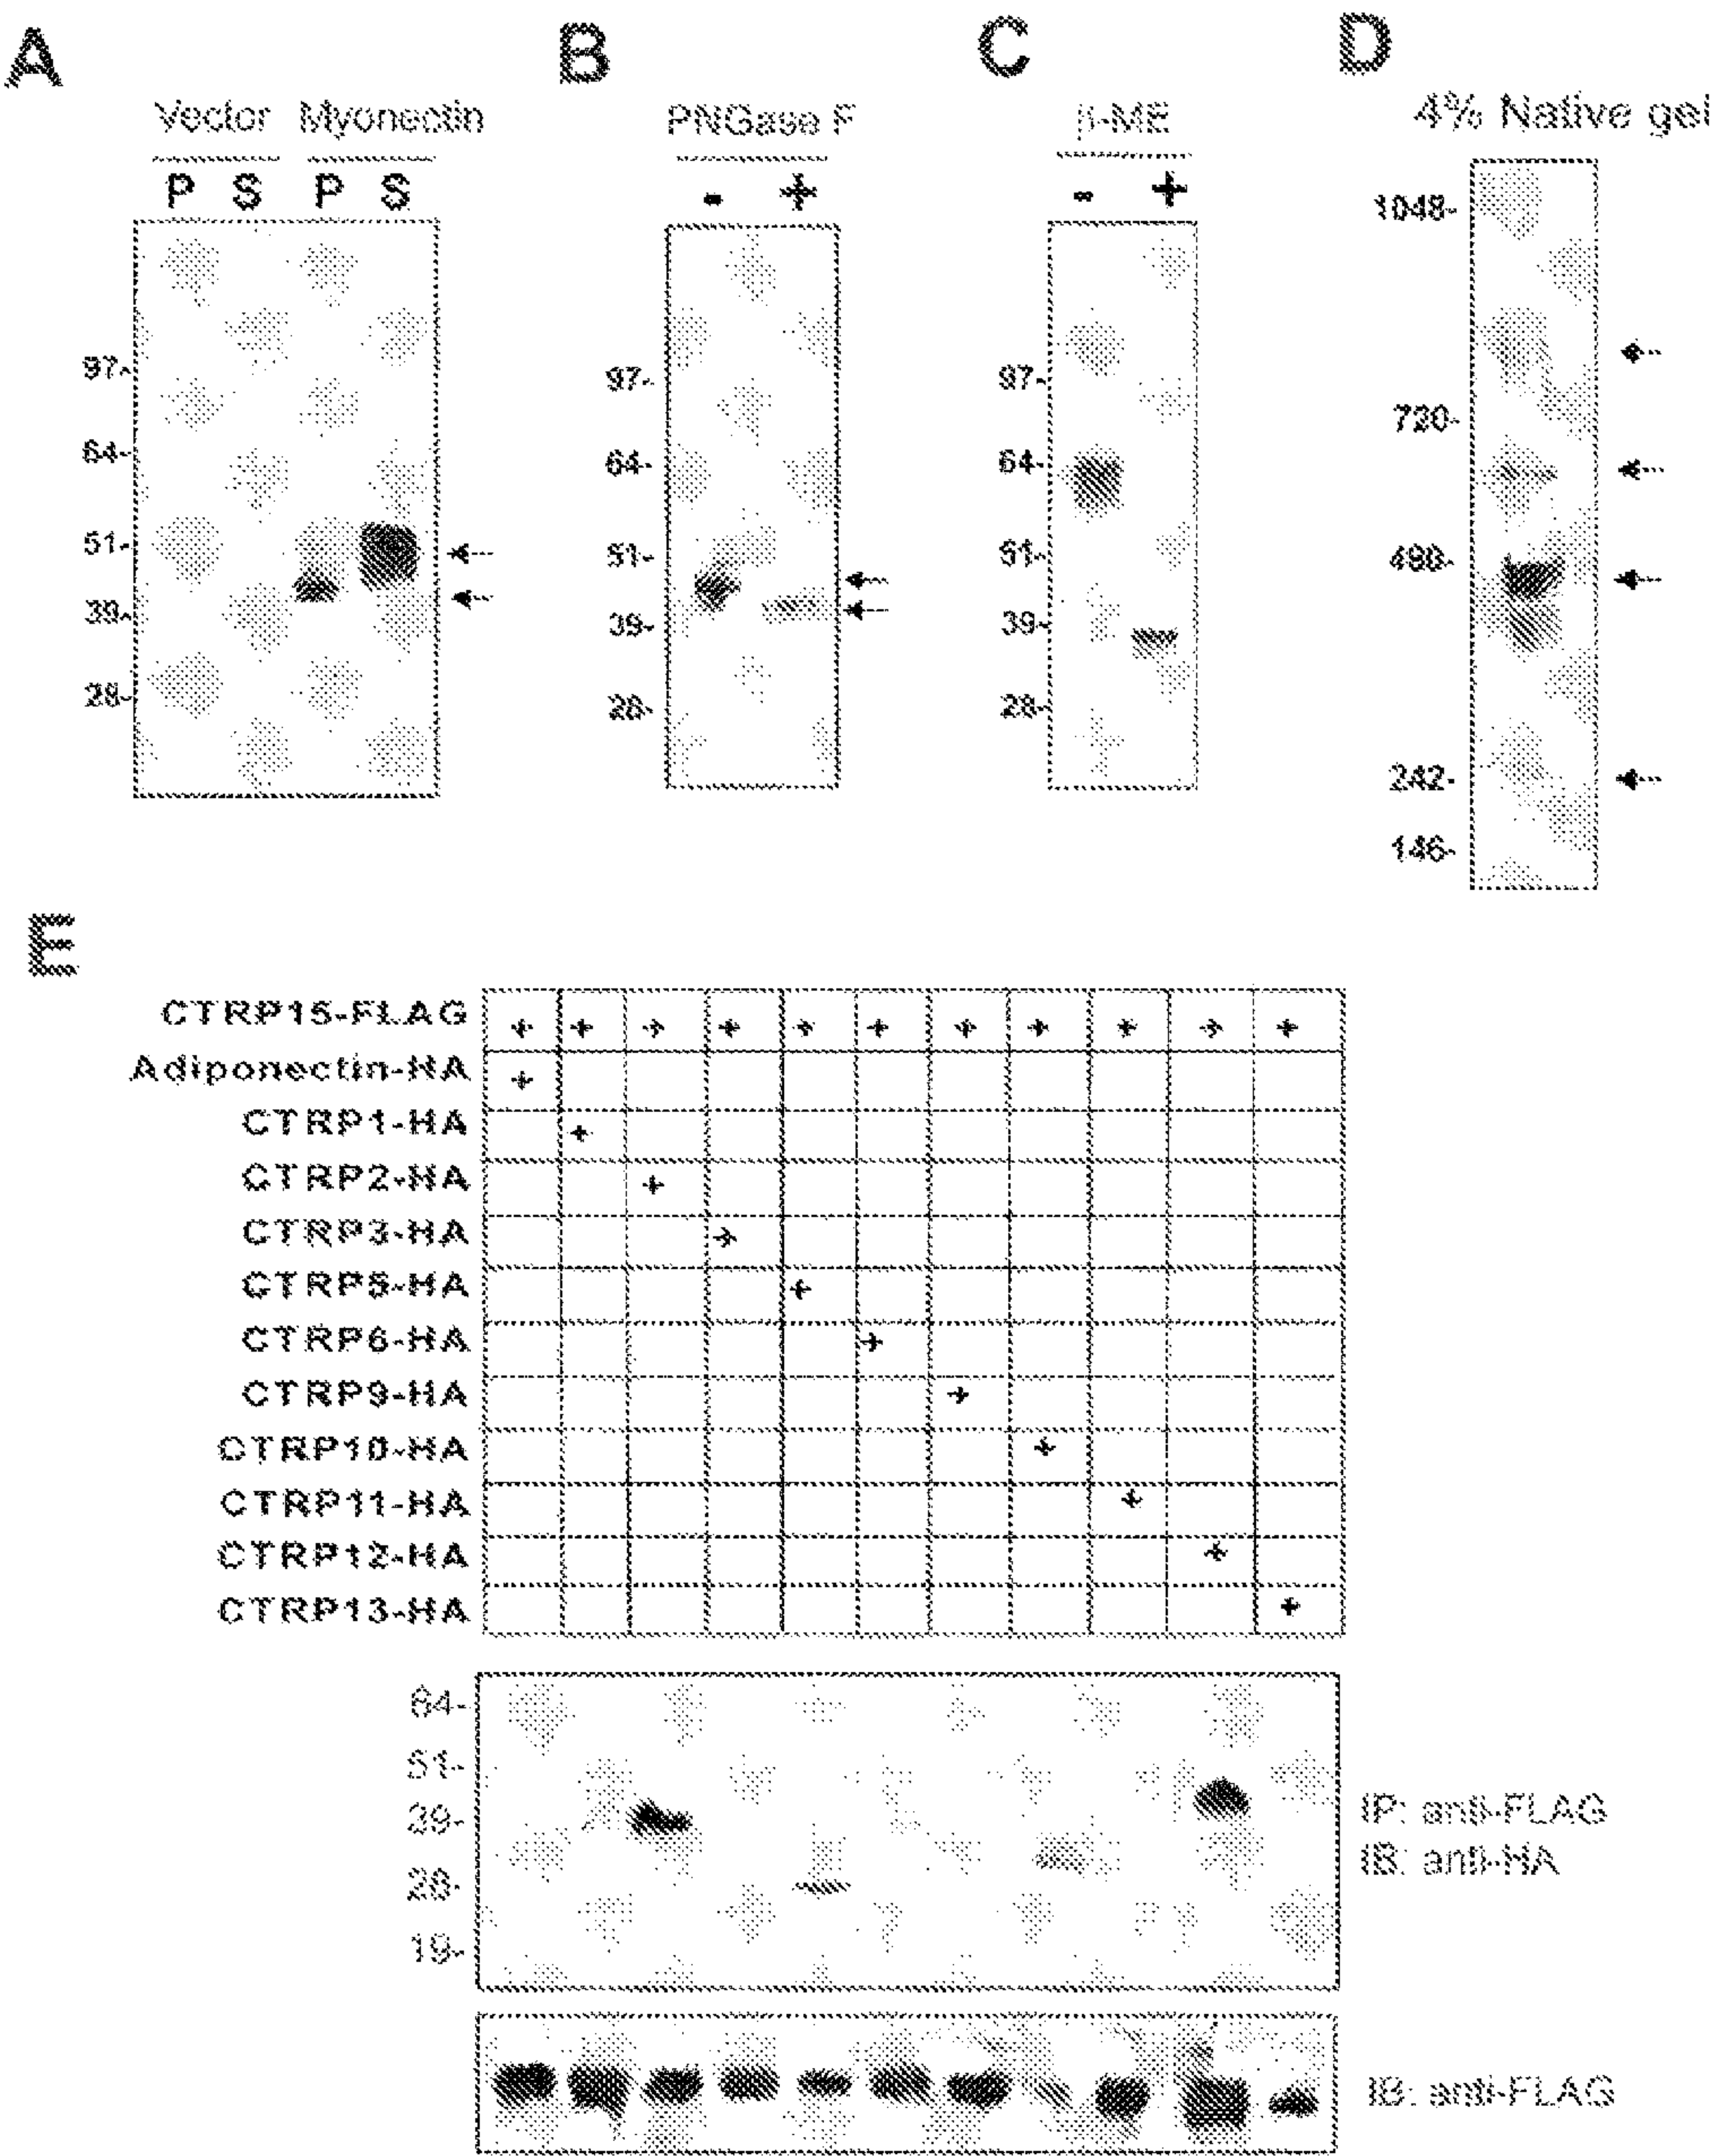 A
B
C
D
Vector Myonectin
P S P S
97-
64-
51-
39-
28-
PNGase F
- +
97-
64-
51-
39-
28-
β-ME
- +
97-
64-
51-
39-
28-
4% Native gel
1048-
720-
480-
242-
146-
E
CTRP15-FLAG + + + + + + + + + + +
Adiponectin-HA +
CTRP1-HA +
CTRP2-HA +
CTRP3-HA +
CTRP5-HA +
CTRP6-HA +
CTRP9-HA +
CTRP10-HA +
CTRP11-HA +
CTRP12-HA +
CTRP13-HA +
64-
51-
39-
28-
19-
IP: anti-FLAG
IB: anti-HA
IB: anti-FLAG